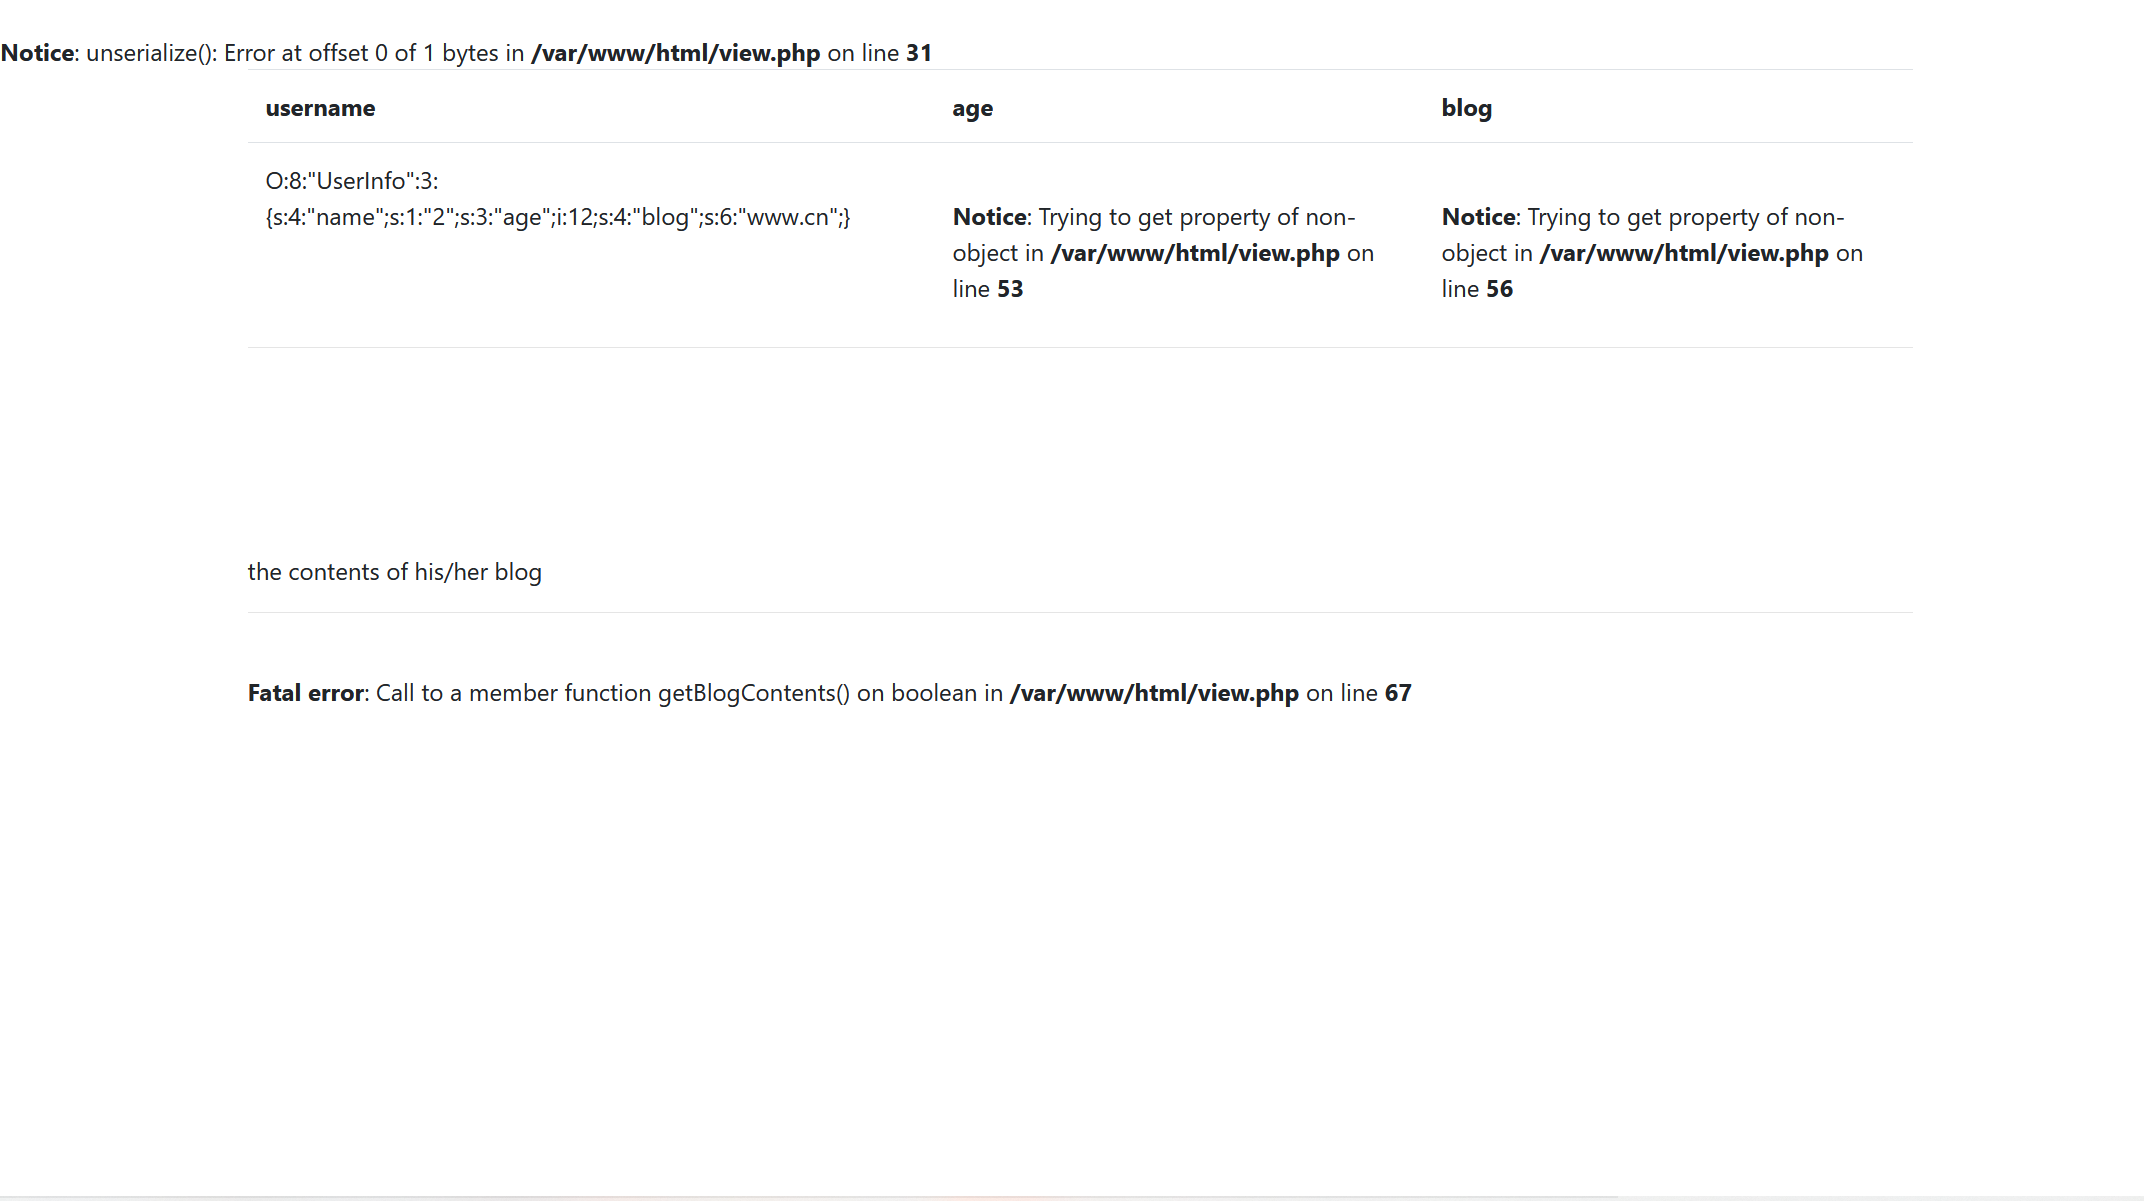 Notice: unserialize(): Error at offset 0 of 1 bytes in /var/www/html/view.php on line 31
username age blog
O:8:"UserInfo":3:
{s:4:"name";s:1:"2";s:3:"age";i:12;s:4:"blog";s:6:"www.cn";}
Notice: Trying to get property of non-
object in /var/www/html/view.php on
line 53
Notice: Trying to get property of non-
object in /var/www/html/view.php on
line 56
the contents of his/her blog
Fatal error: Call to a member function getBlogContents() on boolean in /var/www/html/view.php on line 67